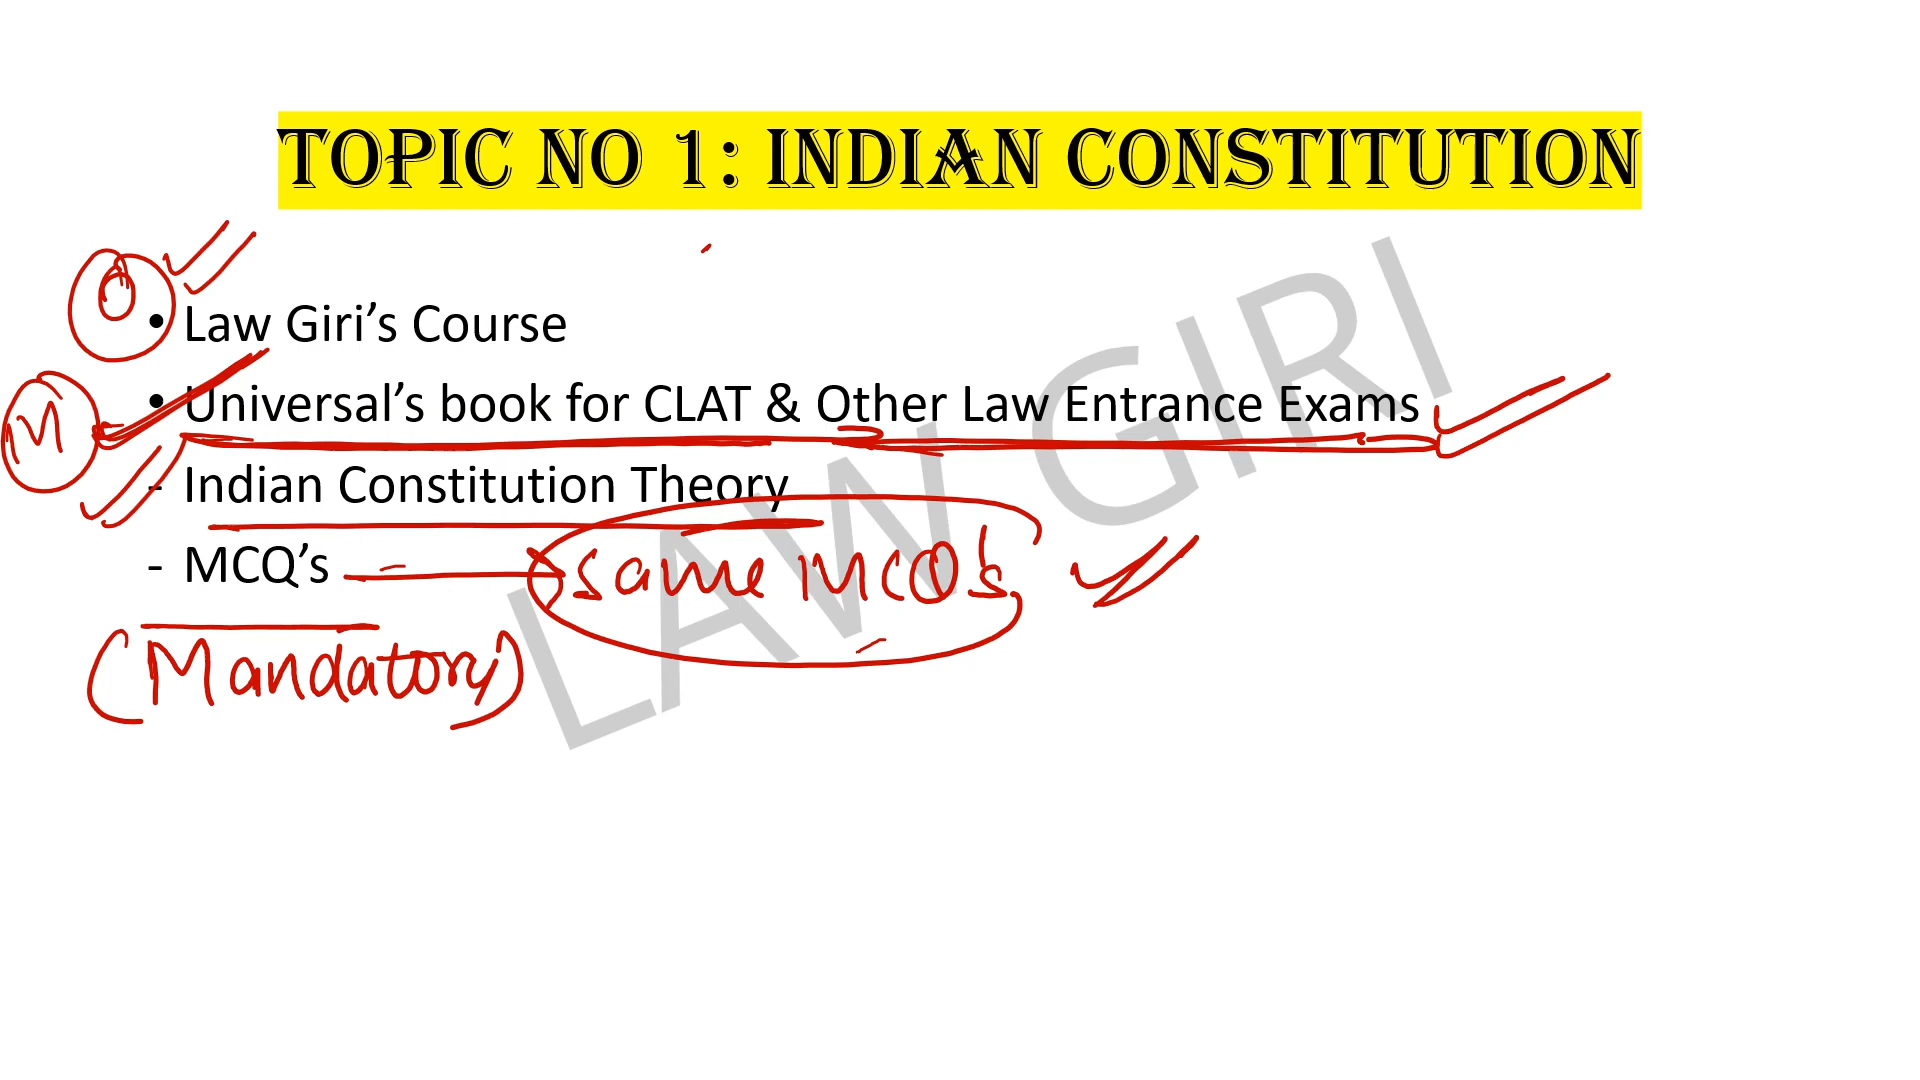 TOPIC NO 1: INDIAN CONSTITUTION
O
• Law Giri’s Course
M
• Universal’s book for CLAT & Other Law Entrance Exams
- Indian Constitution Theory
- MCQ’s — same MCQ's
(Mandatory)
LAW GIRI